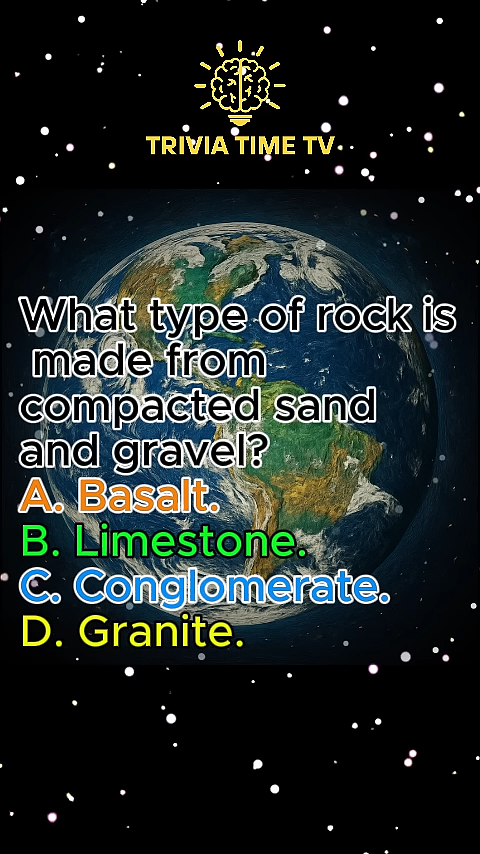 TRIVIA TIME TV
What type of rock is
made from
compacted sand
and gravel?
A. Basalt.
B. Limestone.
C. Conglomerate.
D. Granite.